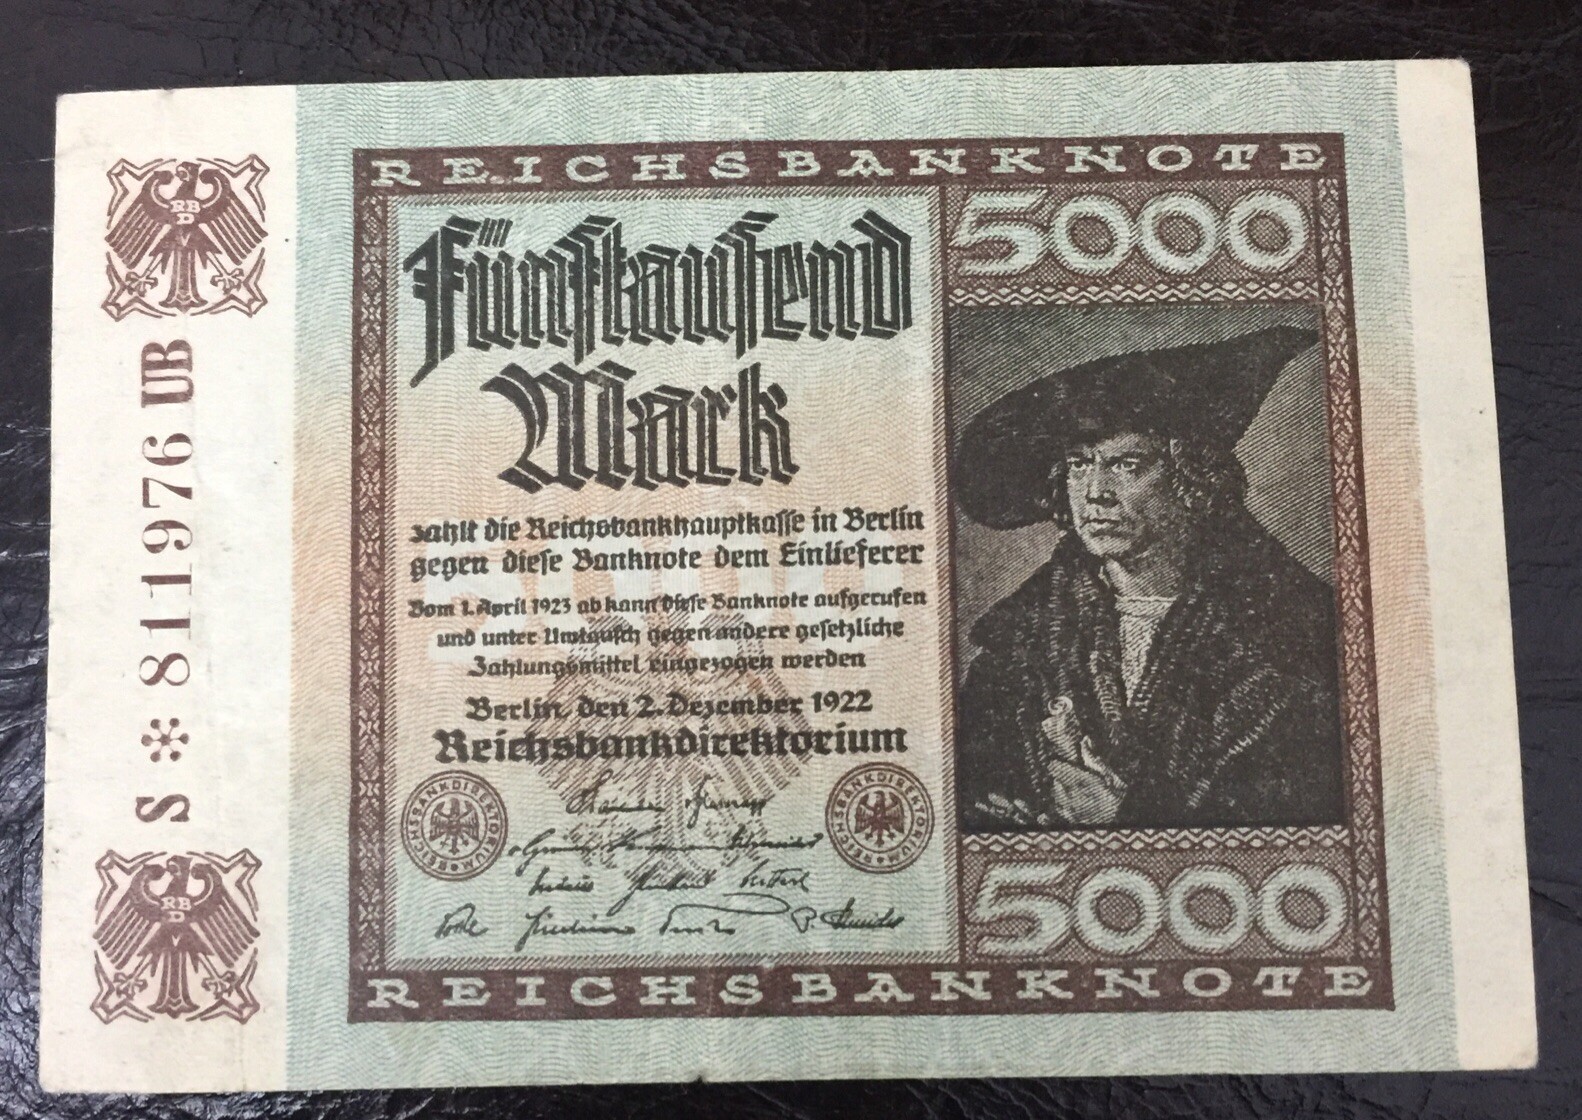 REICHSBANKNOTE
RBD
S * 811976 UB
RBD
Fünftausend
Mark
5000
zahlt die Reichsbankhauptkasse in Berlin
gegen diese Banknote dem Einlieferer
Vom 1. April 1923 ab kann diese Banknote aufgerufen
und unter Umtausch gegen andere gesetzliche
Zahlungsmittel eingezogen werden
Berlin, den 2. Dezember 1922
Reichsbankdirektorium
REICHSBANKDIREKTORIUM
REICHSBANKDIREKTORIUM
5000
REICHSBANKNOTE